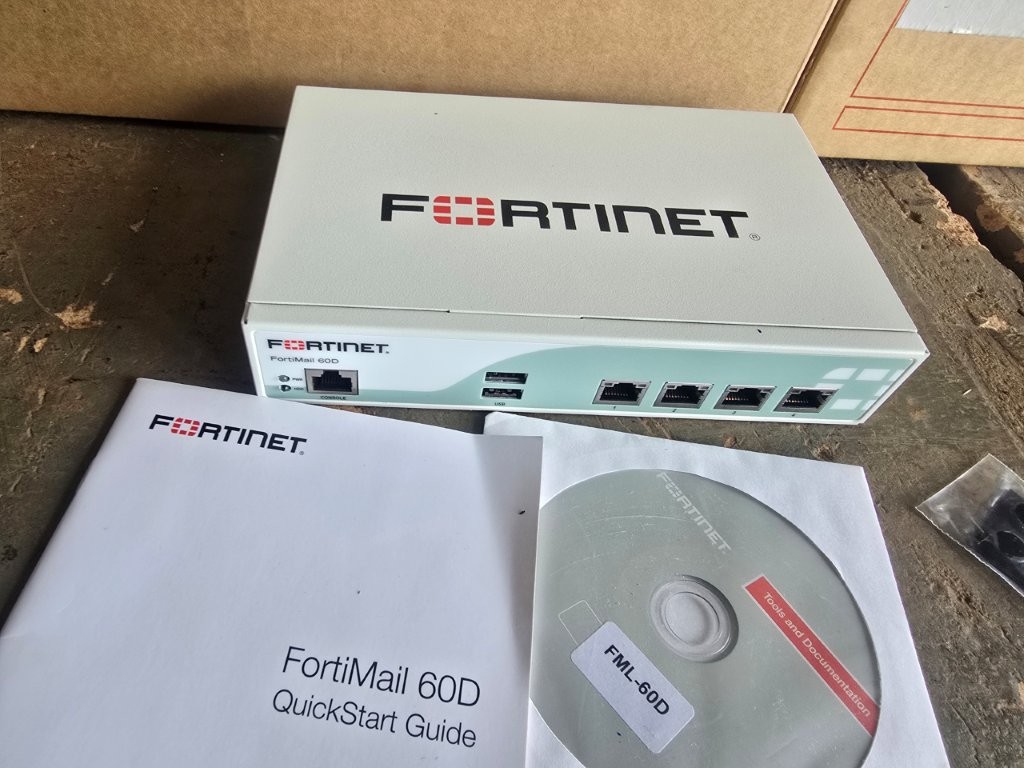 FORTINET®
FORTINET.
FortiMail 60D
PWR
CONSOLE
USB
1 2 3 4
FORTINET.
FortiMail 60D
QuickStart Guide
FORTINET
Tools and Documentation
FML-60D